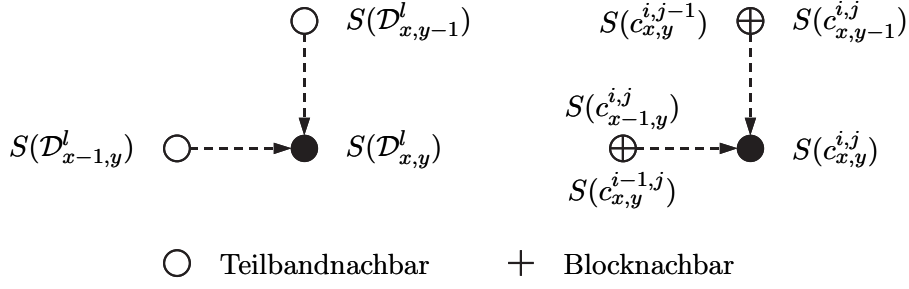 S(𝒟^l_{x,y−1}) S(c^{i,j−1}_{x,y}) S(c^{i,j}_{x,y−1})
S(c^{i,j}_{x−1,y})
S(𝒟^l_{x−1,y}) S(𝒟^l_{x,y}) S(c^{i,j}_{x,y})
S(c^{i−1,j}_{x,y})
Teilbandnachbar Blocknachbar